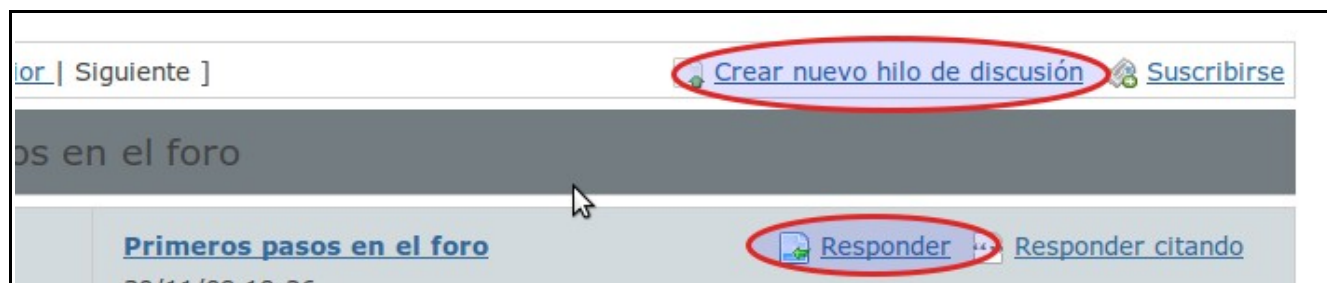 ior | Siguiente ] Crear nuevo hilo de discusión Suscribirse
os en el foro
Primeros pasos en el foro Responder Responder citando